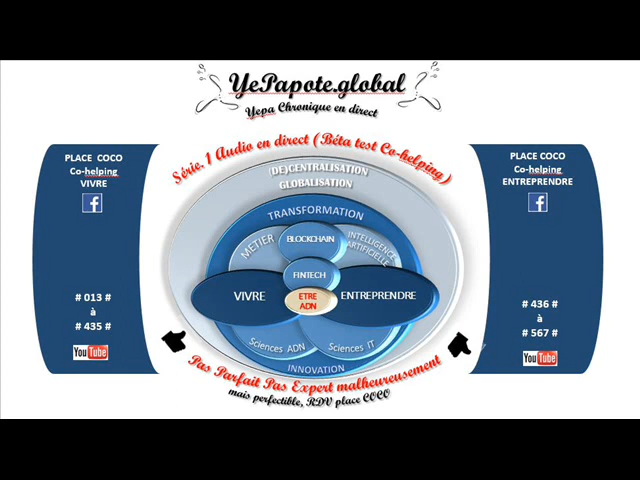 YePapote.global
Yepa Chronique en direct
Série, 1 Audio en direct (Béta test Co-helping)
(DE)CENTRALISATION
GLOBALISATION
TRANSFORMATION
METIER
BLOCKCHAIN
INTELLIGENCE
ARTIFICIELLE
FINTECH
VIVRE
ETRE
ADN
ENTREPRENDRE
Sciences ADN
Sciences IT
INNOVATION
Pas Parfait Pas Expert malheureusement
mais perfectible, RDV place COCO
PLACE COCO
Co-helping
VIVRE
f
# 013 #
à
# 435 #
YouTube
PLACE COCO
Co-helping
ENTREPRENDRE
f
# 436 #
à
# 567 #
YouTube